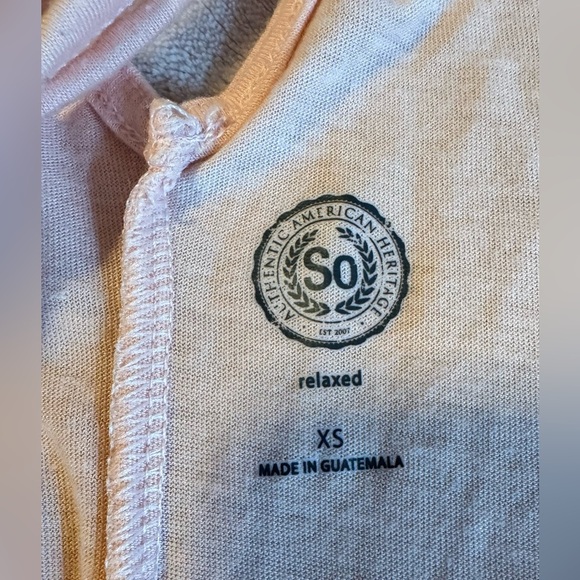 AUTHENTIC AMERICAN HERITAGE
So
EST 2007
relaxed
XS
MADE IN GUATEMALA